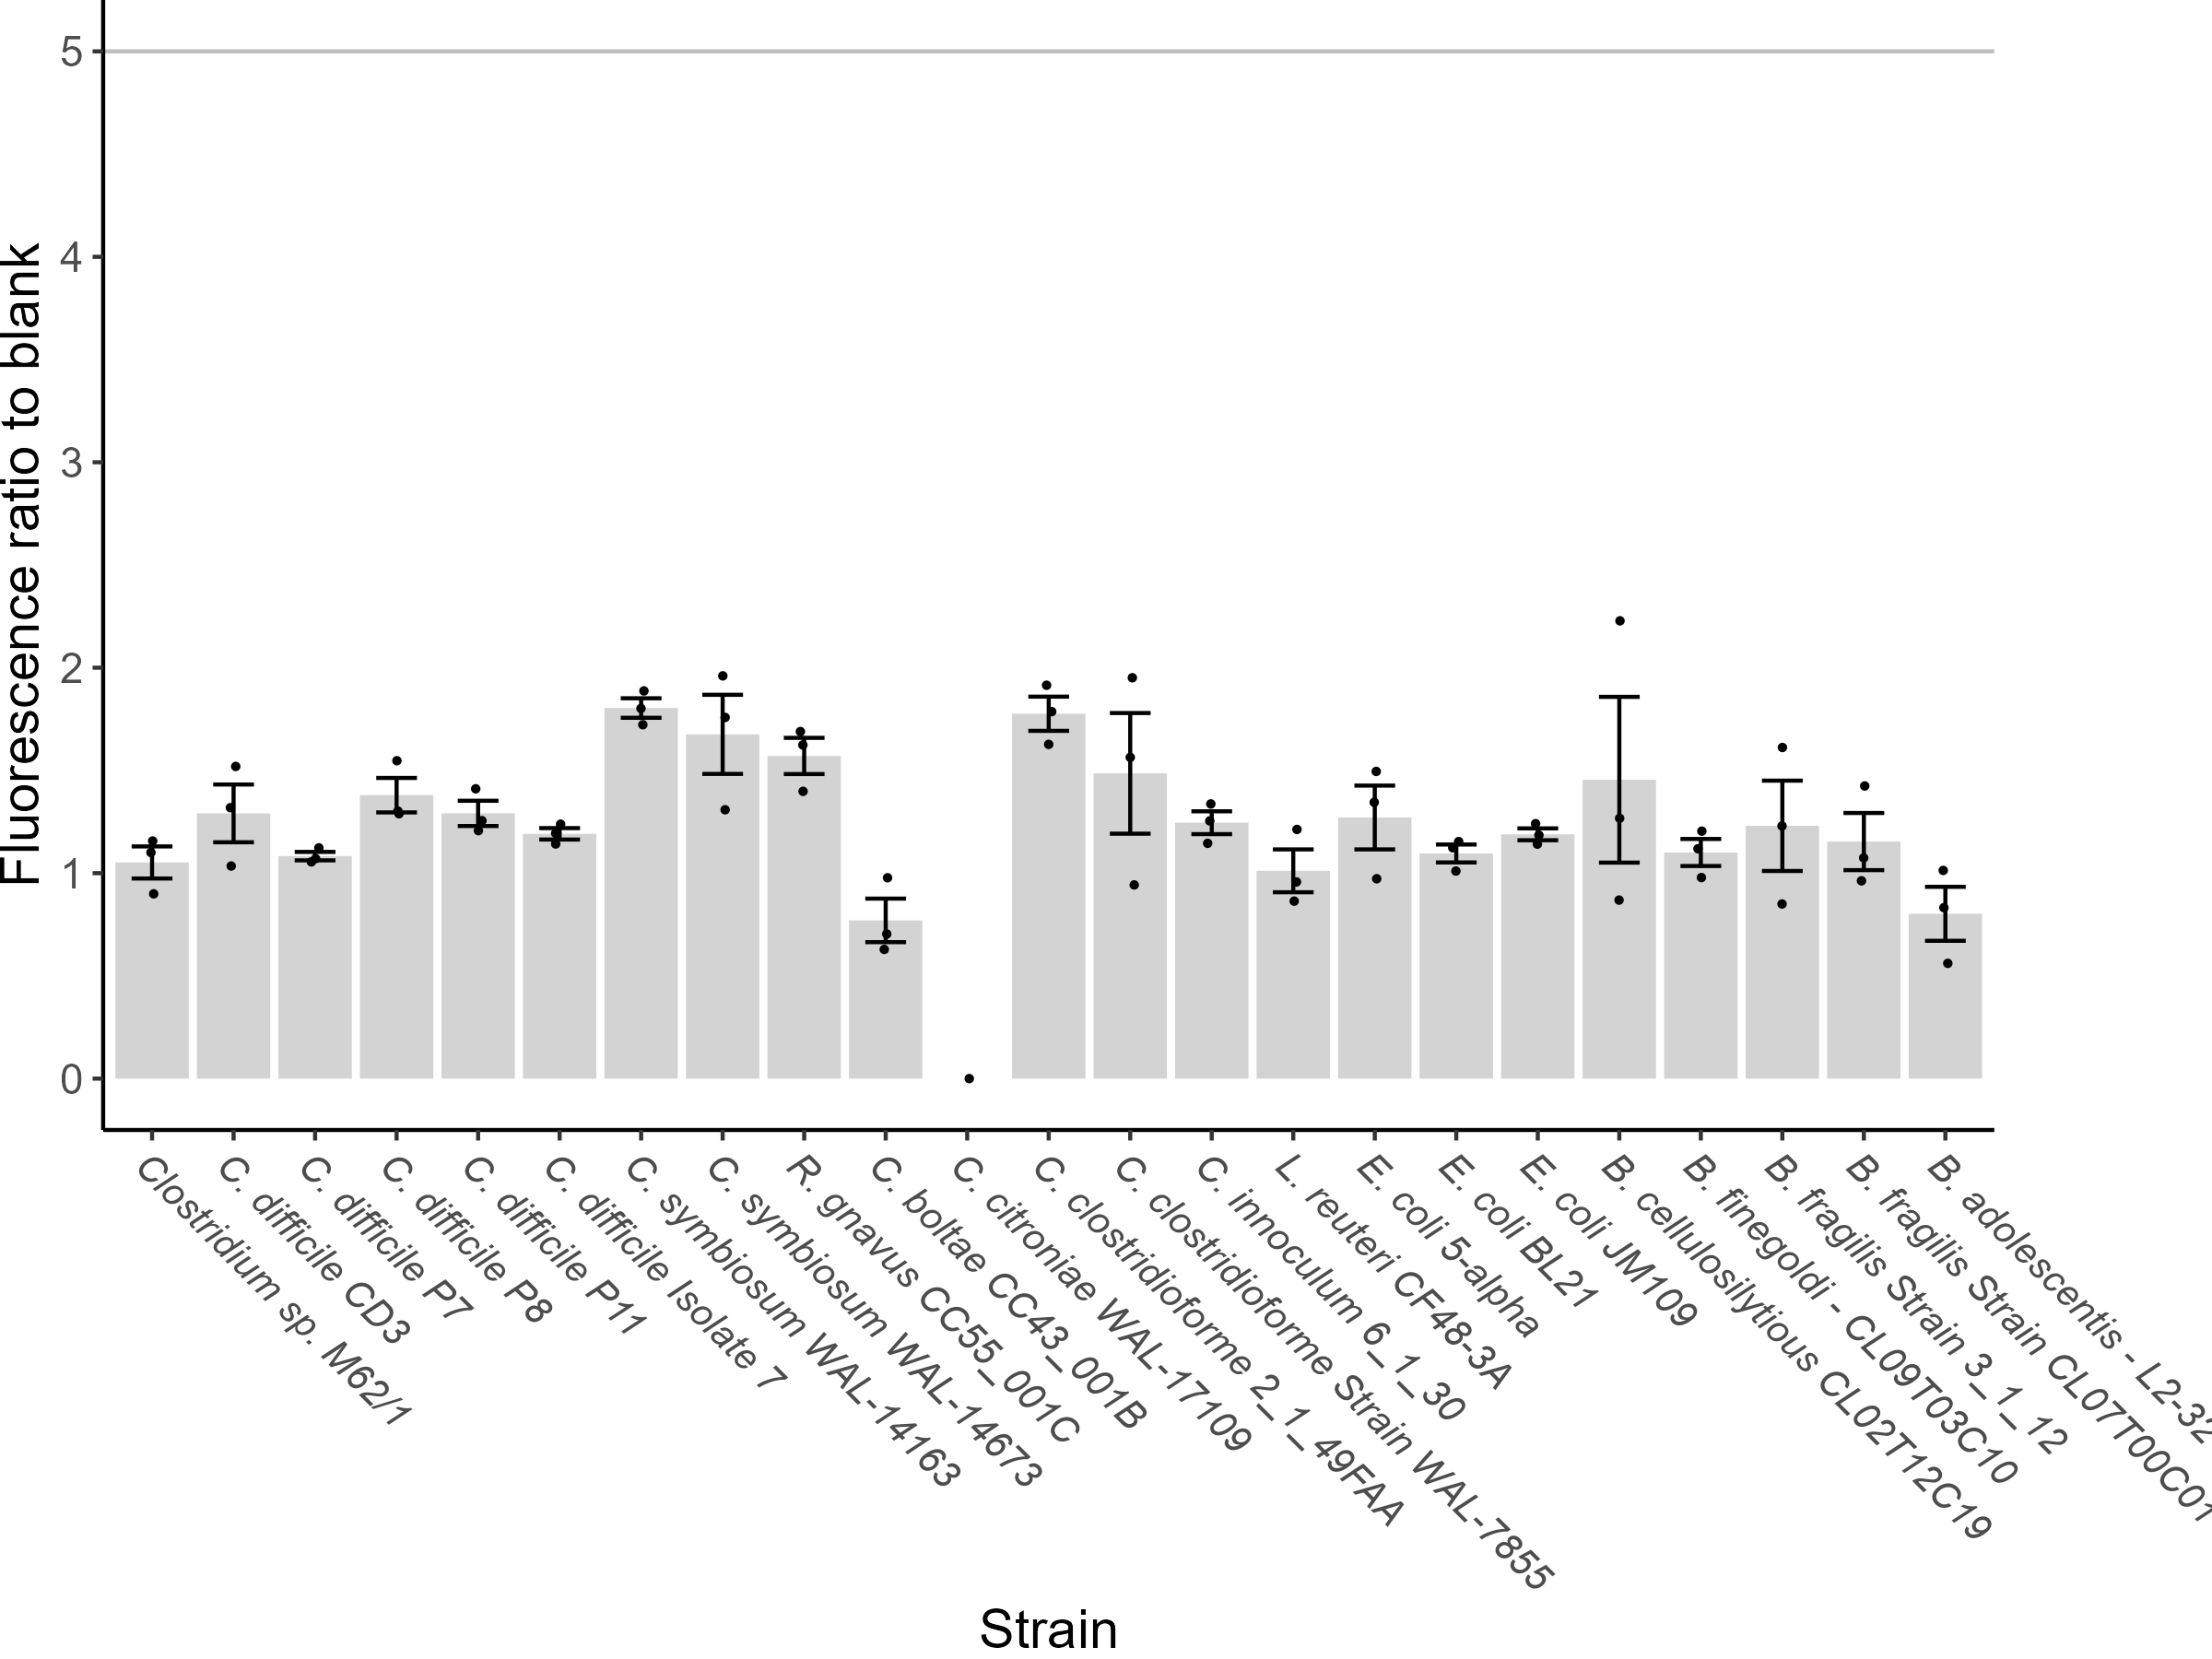 Fluorescence ratio to blank
5
4
3
2
1
0
Clostridium sp. M62/1
C. difficile CD3
C. difficile P7
C. difficile P8
C. difficile P11
C. difficile Isolate 7
C. symbiosum WAL-14163
C. symbiosum WAL-14673
R. gnavus CC55_001C
C. boltae CC43_001B
C. citroniae WAL-17109
C. clostridioforme 2_1_49FAA
C. clostridioforme Strain WAL-7855
C. innoculum 6_1_30
L. reuteri CF48-3A
E. coli 5-alpha
E. coli BL21
E. coli JM109
B. cellulosilytious CL02T12C19
B. finegoldi - CL09T03C10
B. fragilis Strain 3_1_12
B. fragilis Strain CL07T00C01
B. adolescentis - L2-32
Strain